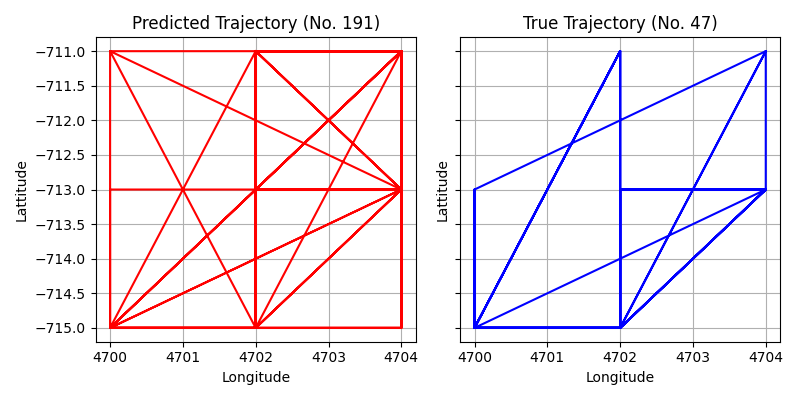 Predicted Trajectory (No. 191)
Lattitude
−711.0
−711.5
−712.0
−712.5
−713.0
−713.5
−714.0
−714.5
−715.0
4700 4701 4702 4703 4704
Longitude
True Trajectory (No. 47)
Lattitude
4700 4701 4702 4703 4704
Longitude